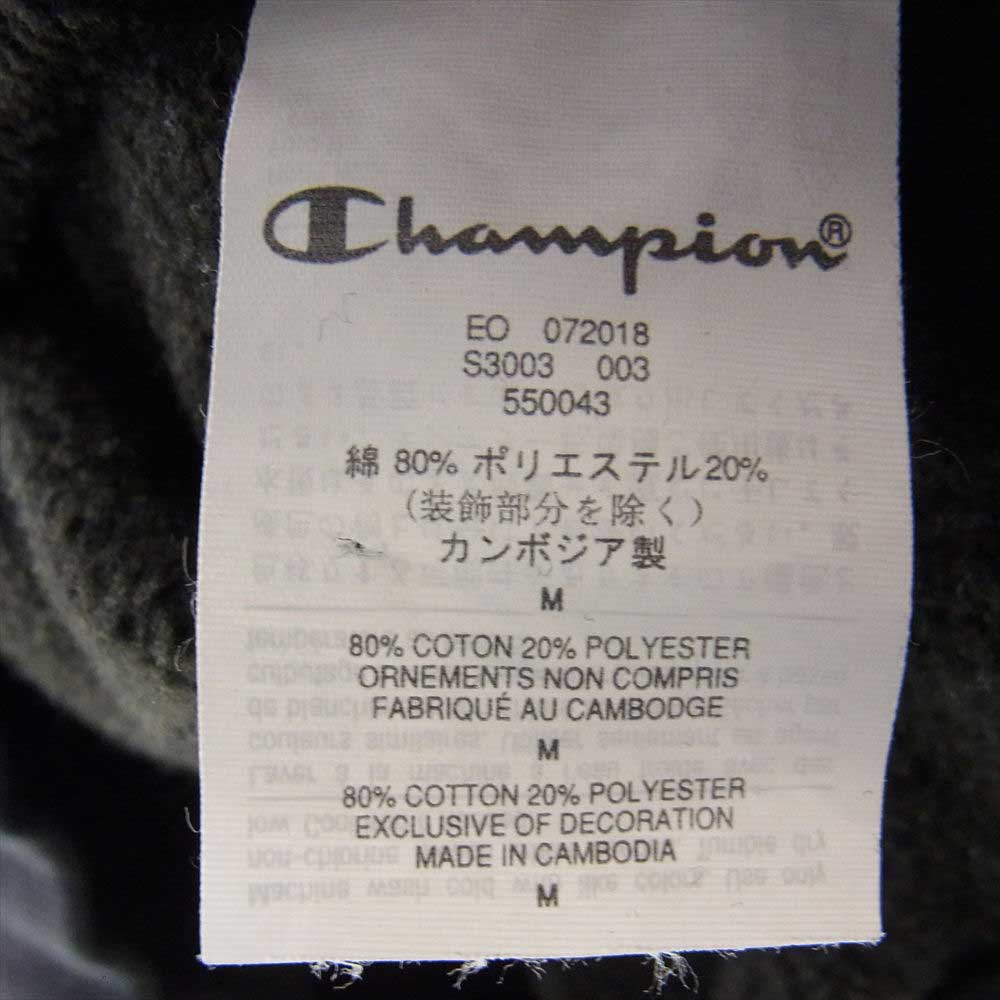 Champion®
EO 072018
S3003 003
550043
綿 80% ポリエステル20%
(装飾部分を除く)
カンボジア製
M
80% COTON 20% POLYESTER
ORNEMENTS NON COMPRIS
FABRIQUÉ AU CAMBODGE
M
80% COTTON 20% POLYESTER
EXCLUSIVE OF DECORATION
MADE IN CAMBODIA
M